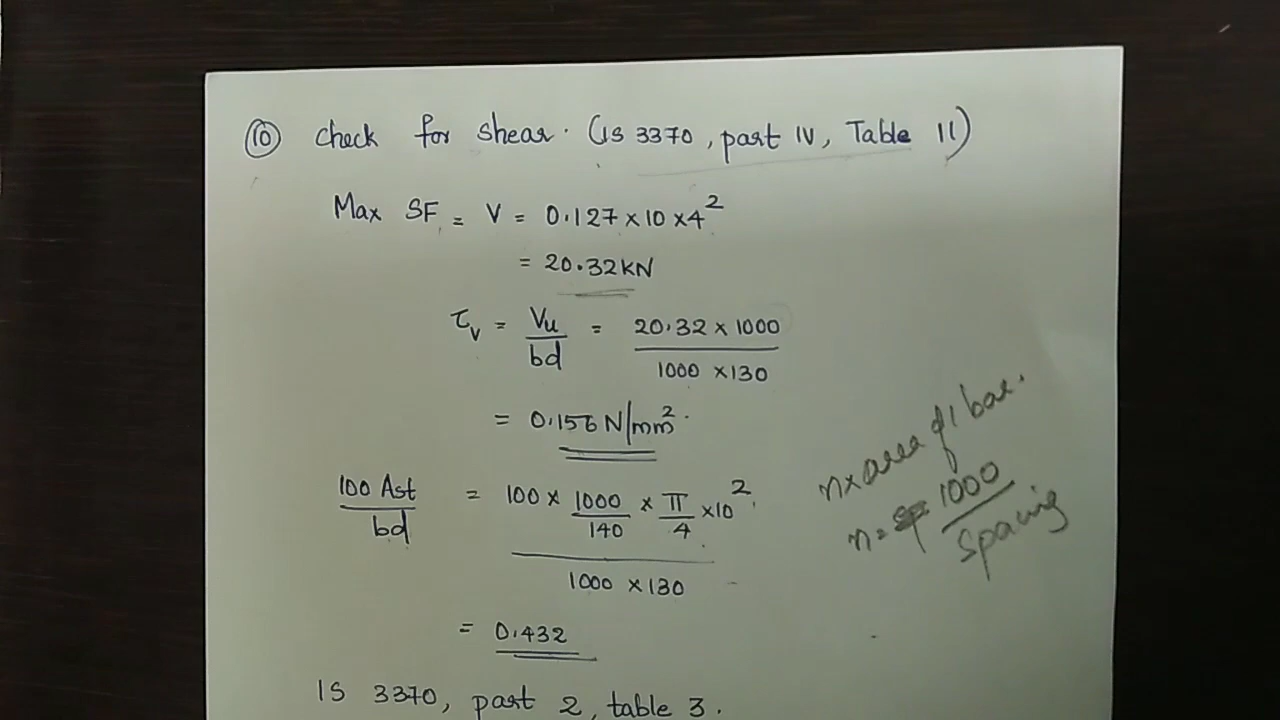 ⑩ Check for shear. (IS 3370, part IV, Table 11)
Max SF = V = 0.127 × 10 × 4²
= 20.32 KN
τv = Vu/bd = 20.32 × 1000 / 1000 × 130
= 0.156 N/mm².
100 Ast / bd = 100 × 1000/140 × π/4 × 10² / 1000 × 130
= 0.432
n × area of 1 bar.
n = 1000 / Spacing
IS 3370, part 2, table 3.